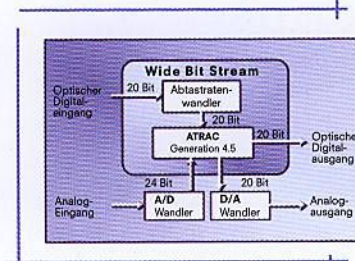 Wide Bit Stream
Optischer
Digital-
eingang
20 Bit
Abtastraten-
wandler
20 Bit
ATRAC
Generation 4.5
20 Bit
Optischer
Digital-
ausgang
24 Bit
20 Bit
Analog-
Eingang
A/D
Wandler
D/A
Wandler
Analog-
ausgang